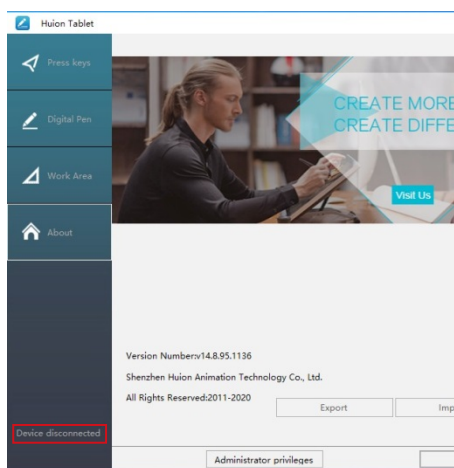 Huion Tablet
Press keys
Digital Pen
Work Area
About
CREATE MORE
CREATE DIFFE
Visit Us
Version Number:v14.8.95.1136
Shenzhen Huion Animation Technology Co., Ltd.
All Rights Reserved:2011-2020
Export
Imp
Device disconnected
Administrator privileges